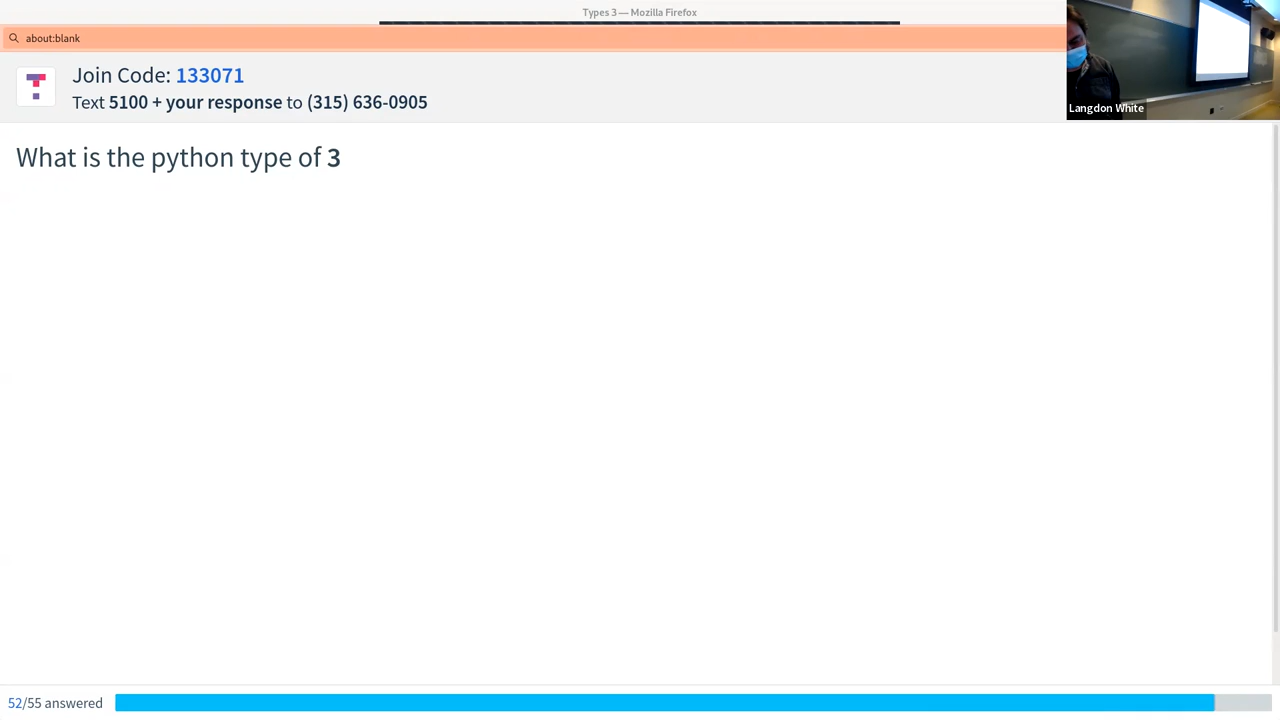 Types 3 — Mozilla Firefox
about:blank
Join Code: 133071
Text 5100 + your response to (315) 636-0905
Langdon White
What is the python type of 3
52/55 answered